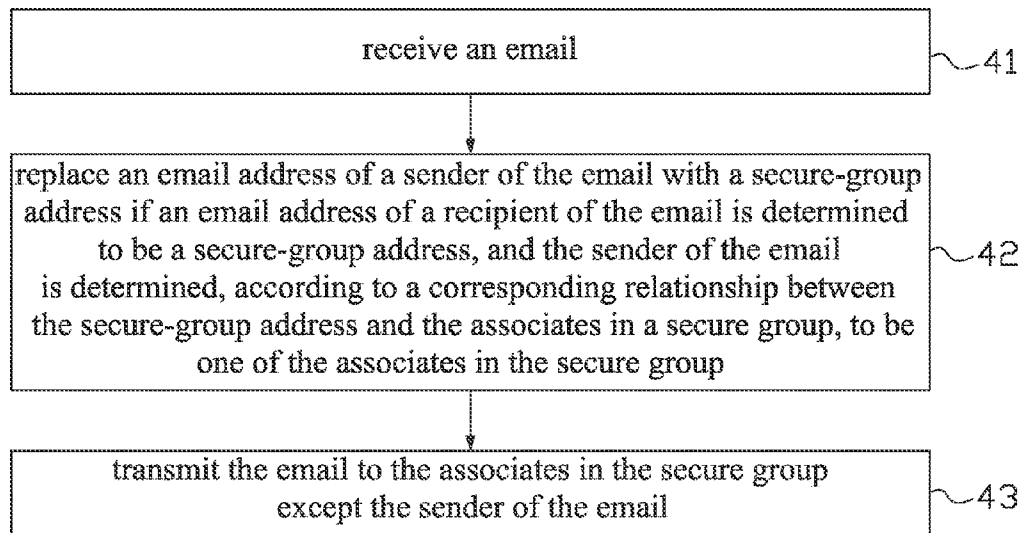 receive an email
41
replace an email address of a sender of the email with a secure-group
address if an email address of a recipient of the email is determined
to be a secure-group address, and the sender of the email
is determined, according to a corresponding relationship between
the secure-group address and the associates in a secure group, to be
one of the associates in the secure group
42
transmit the email to the associates in the secure group
except the sender of the email
43